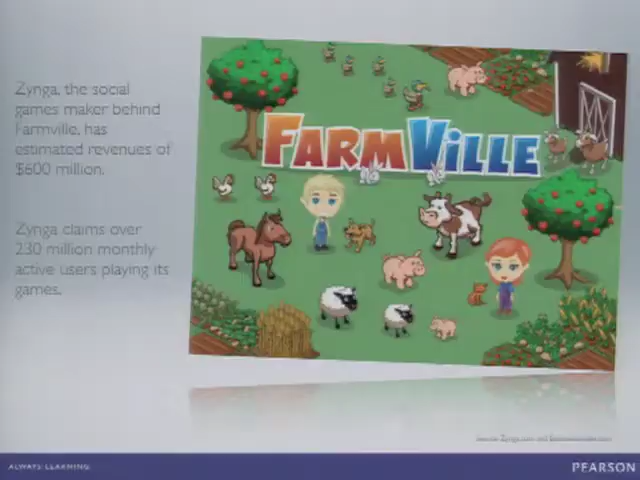 Zynga, the social
games maker behind
Farmville, has
estimated revenues of
$600 million.
Zynga claims over
230 million monthly
active users playing its
games.
FARMVILLE
ALWAYS LEARNING
PEARSON